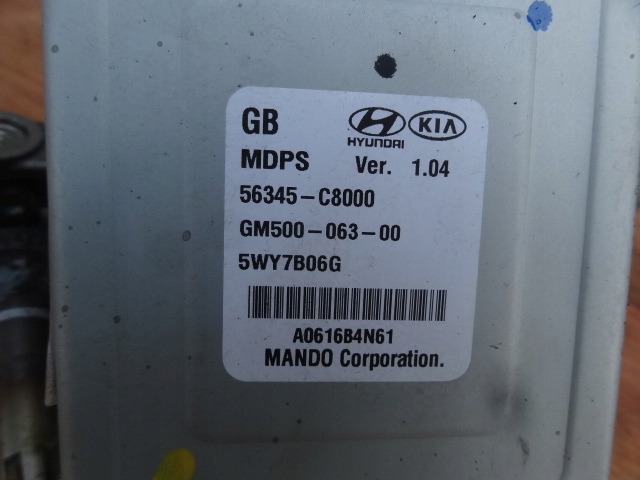 GB
HYUNDAI KIA
MDPS Ver. 1.04
56345-C8000
GM500-063-00
5WY7B06G
A0616B4N61
MANDO Corporation.